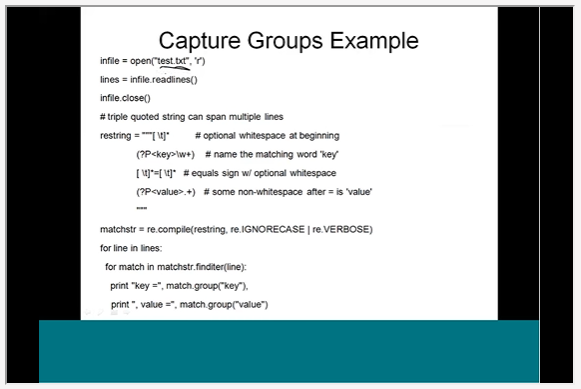 Capture Groups Example
infile = open("test.txt", 'r')
lines = infile.readlines()
infile.close()
# triple quoted string can span multiple lines
restring = """[ \t]* # optional whitespace at beginning
(?P<key>\w+) # name the matching word 'key'
[ \t]*=[ \t]* # equals sign w/ optional whitespace
(?P<value>.+) # some non-whitespace after = is 'value'
"""
matchstr = re.compile(restring, re.IGNORECASE | re.VERBOSE)
for line in lines:
for match in matchstr.finditer(line):
print "key =", match.group("key"),
print ", value =", match.group("value")